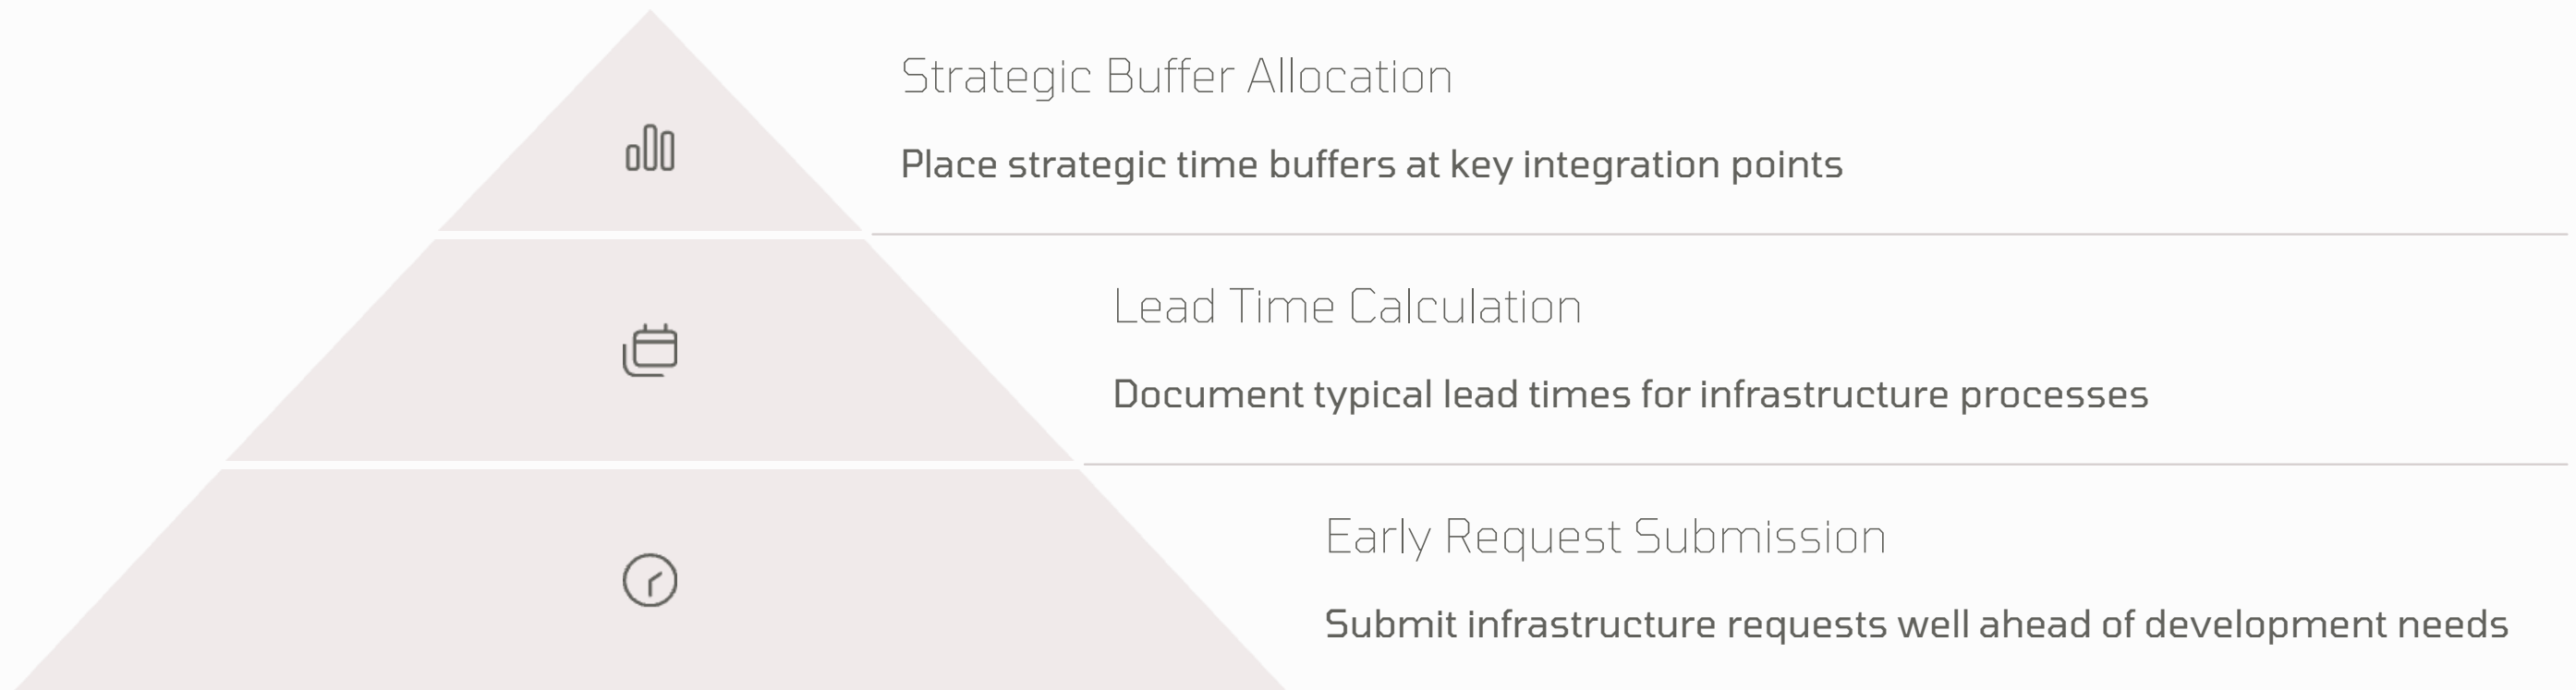 Strategic Buffer Allocation
Place strategic time buffers at key integration points
Lead Time Calculation
Document typical lead times for infrastructure processes
Early Request Submission
Submit infrastructure requests well ahead of development needs